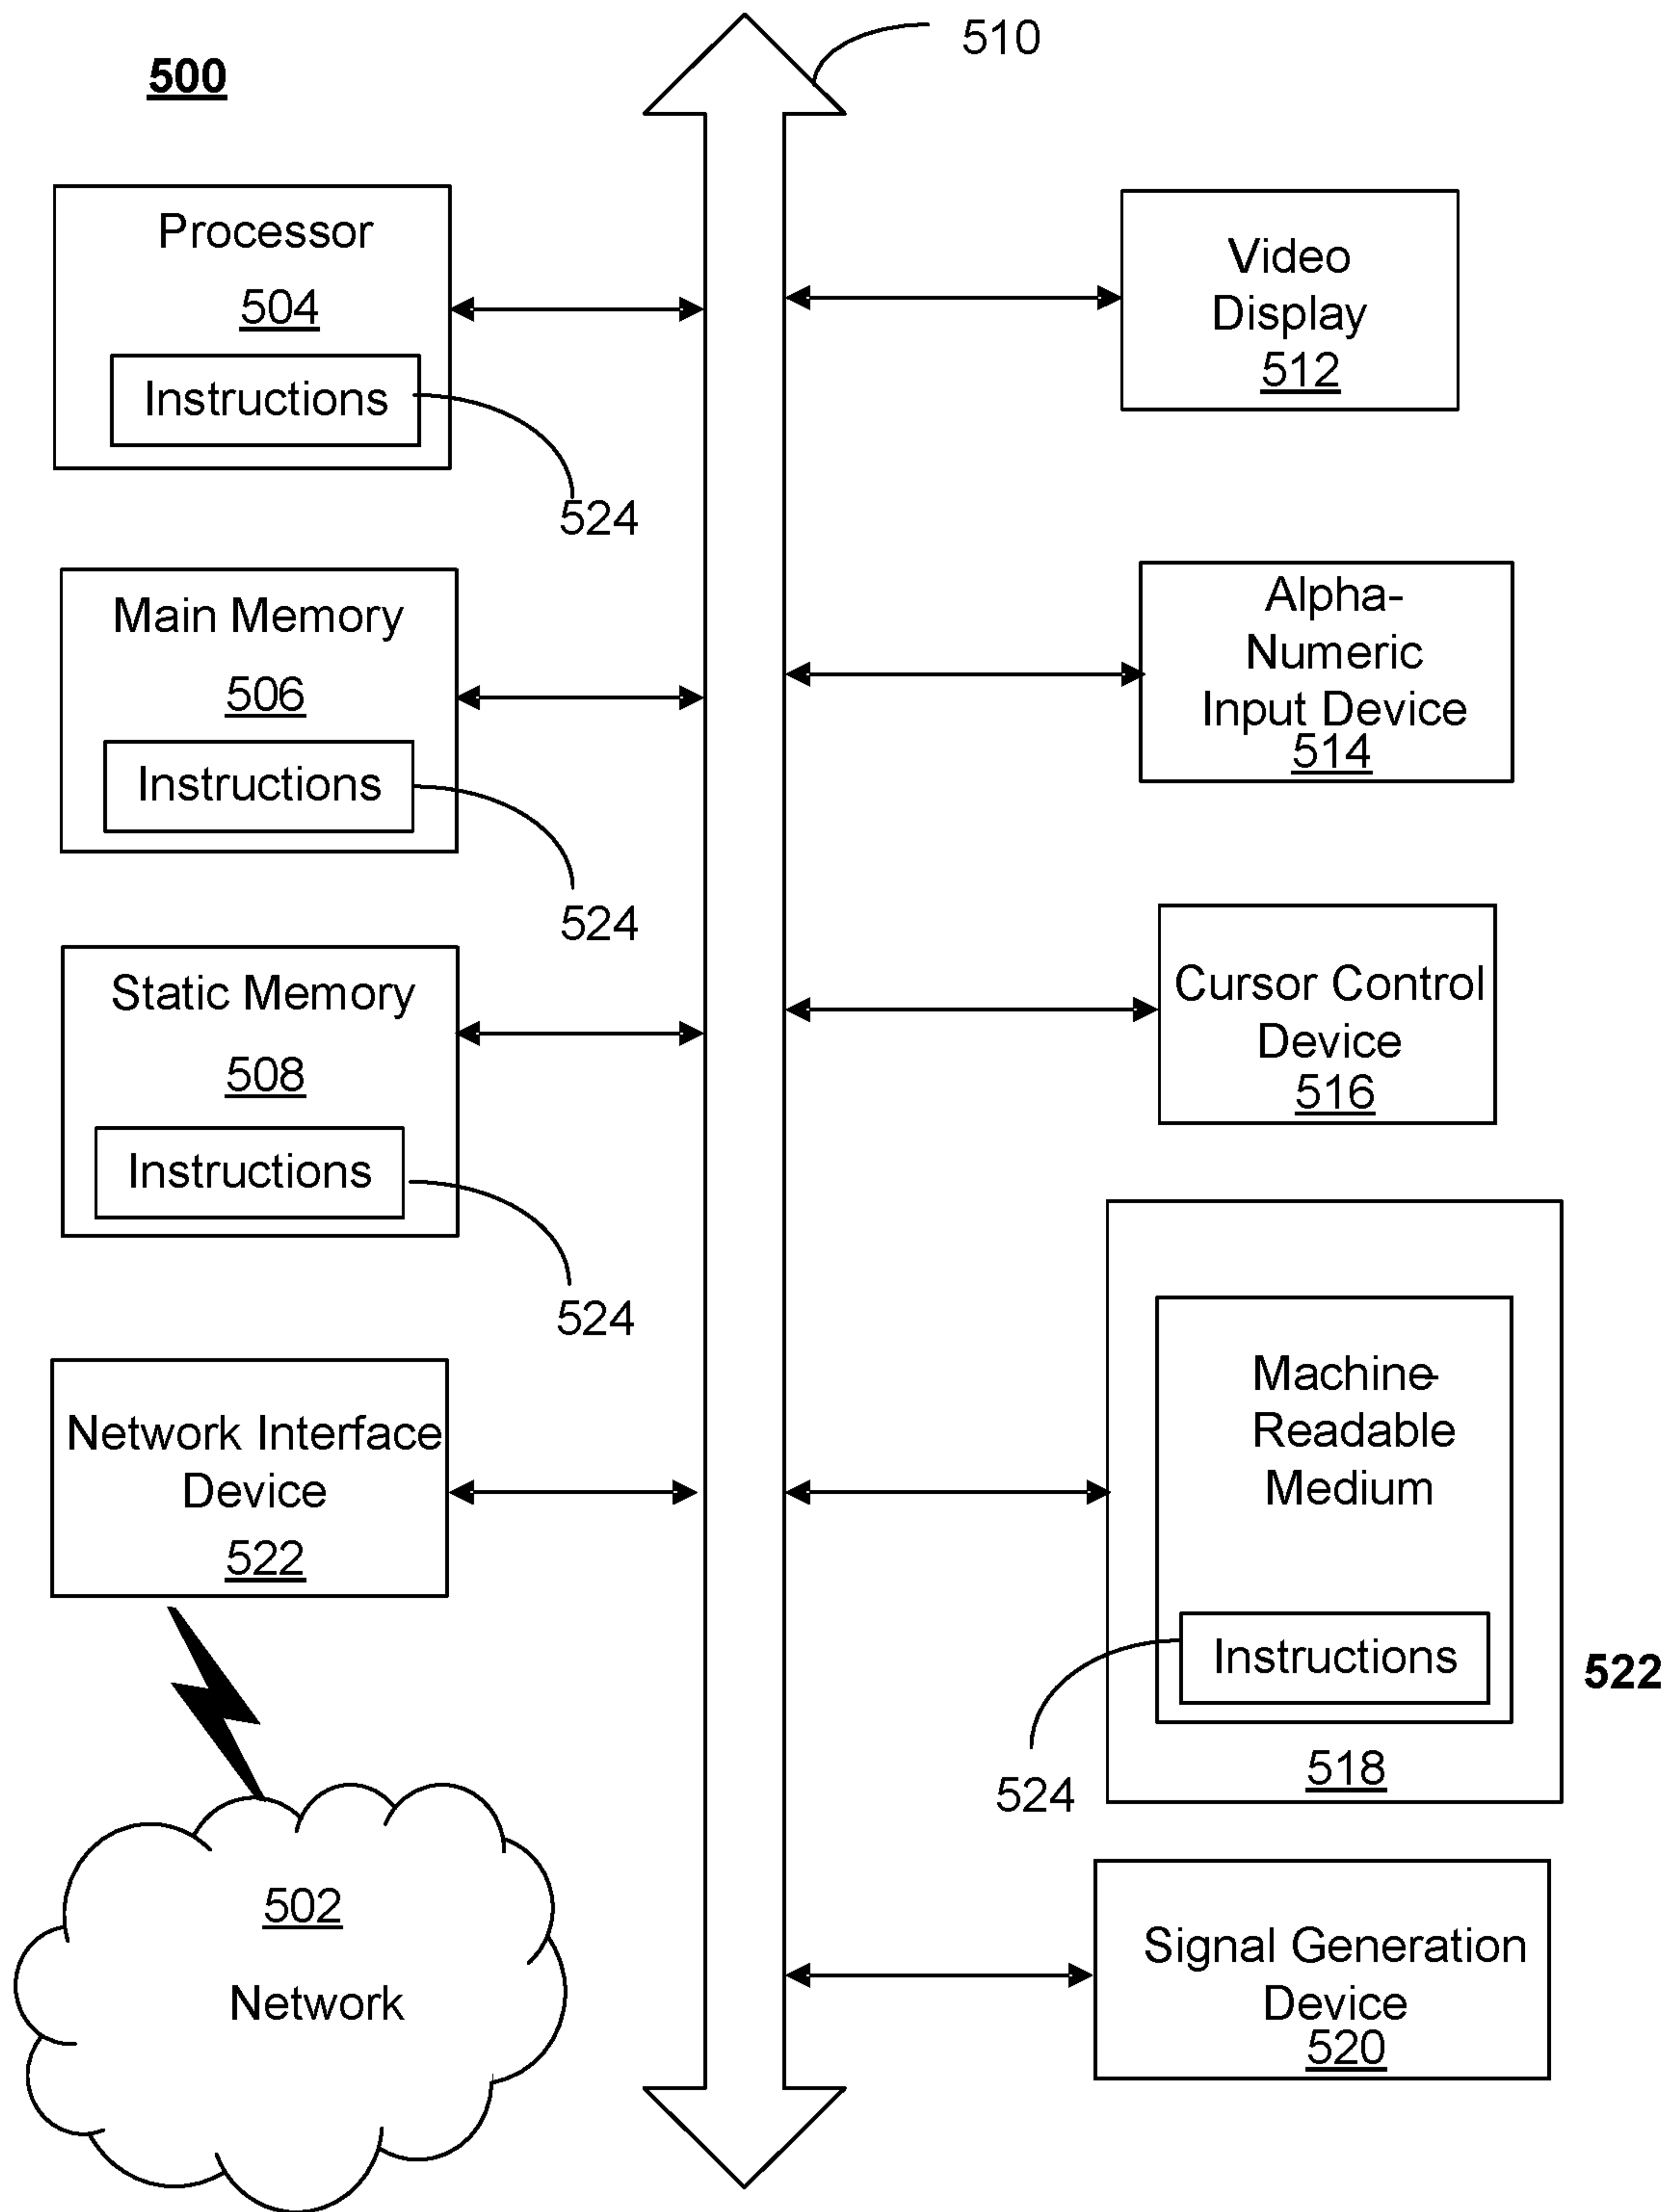 500
510
Processor
504
Instructions
524
Main Memory
506
Instructions
524
Static Memory
508
Instructions
524
Network Interface
Device
522
502
Network
Video
Display
512
Alpha-
Numeric
Input Device
514
Cursor Control
Device
516
Machine-
Readable
Medium
Instructions
522
524
518
Signal Generation
Device
520